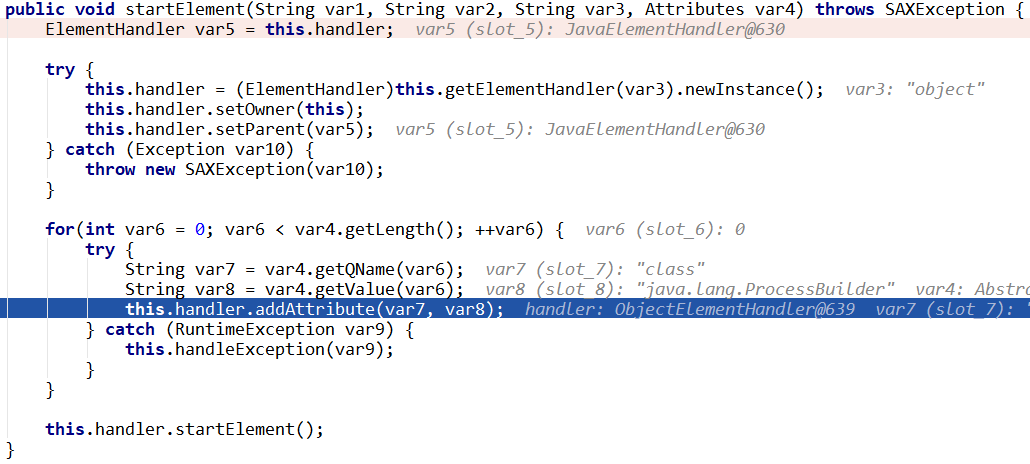 public void startElement(String var1, String var2, String var3, Attributes var4) throws SAXException {
    ElementHandler var5 = this.handler;  var5 (slot_5): JavaElementHandler@630

    try {
        this.handler = (ElementHandler)this.getElementHandler(var3).newInstance();  var3: "object"
        this.handler.setOwner(this);
        this.handler.setParent(var5);  var5 (slot_5): JavaElementHandler@630
    } catch (Exception var10) {
        throw new SAXException(var10);
    }

    for(int var6 = 0; var6 < var4.getLength(); ++var6) {  var6 (slot_6): 0
        try {
            String var7 = var4.getQName(var6);  var7 (slot_7): "class"
            String var8 = var4.getValue(var6);  var8 (slot_8): "java.lang.ProcessBuilder"  var4: Abstra
            this.handler.addAttribute(var7, var8);  handler: ObjectElementHandler@639  var7 (slot_7): "
        } catch (RuntimeException var9) {
            this.handleException(var9);
        }
    }

    this.handler.startElement();
}